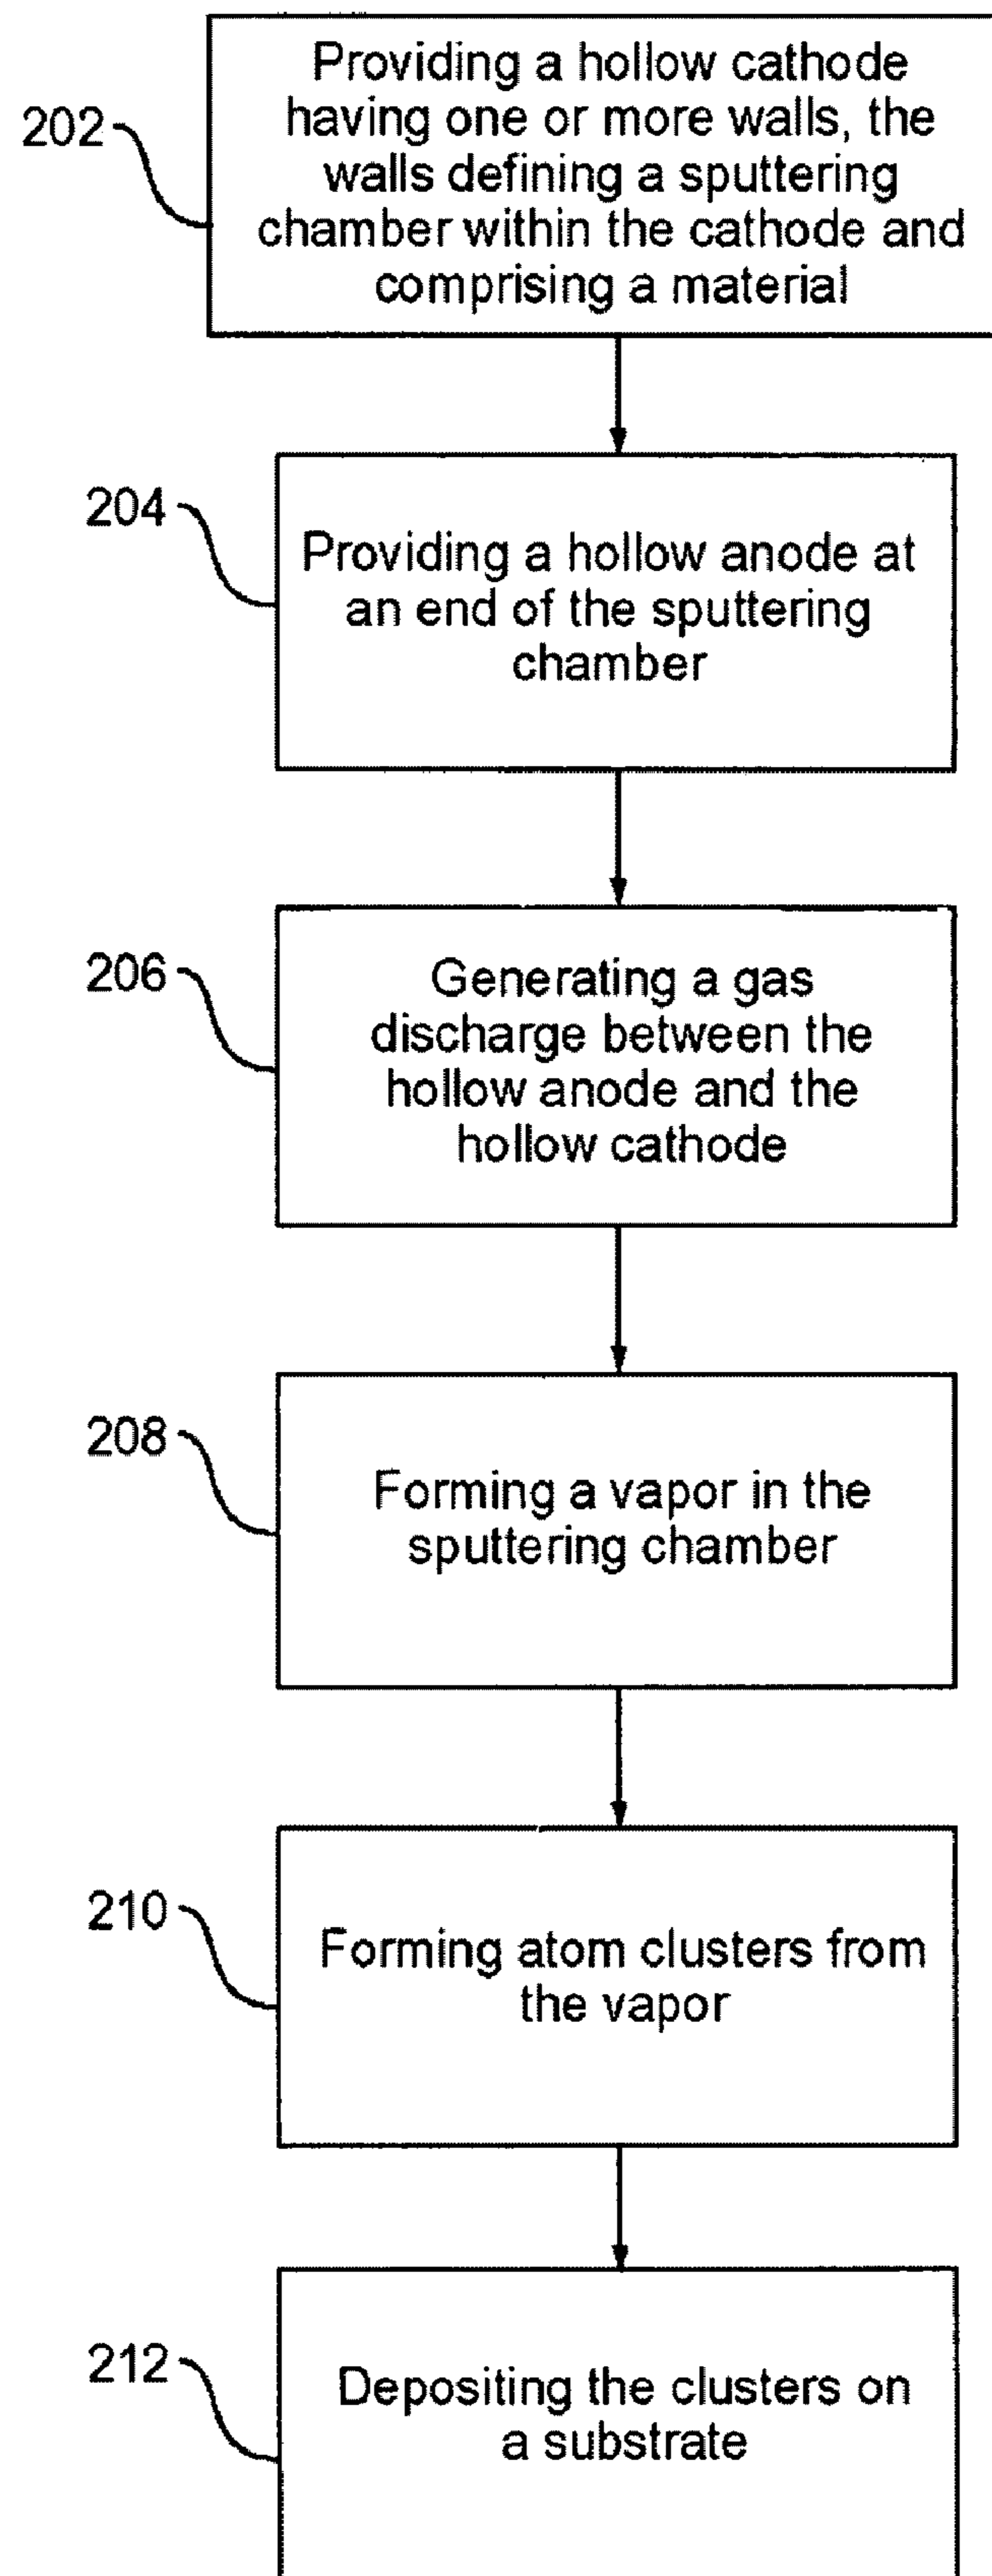 202
Providing a hollow cathode
having one or more walls, the
walls defining a sputtering
chamber within the cathode and
comprising a material
204
Providing a hollow anode at
an end of the sputtering
chamber
206
Generating a gas
discharge between the
hollow anode and the
hollow cathode
208
Forming a vapor in the
sputtering chamber
210
Forming atom clusters from
the vapor
212
Depositing the clusters on
a substrate